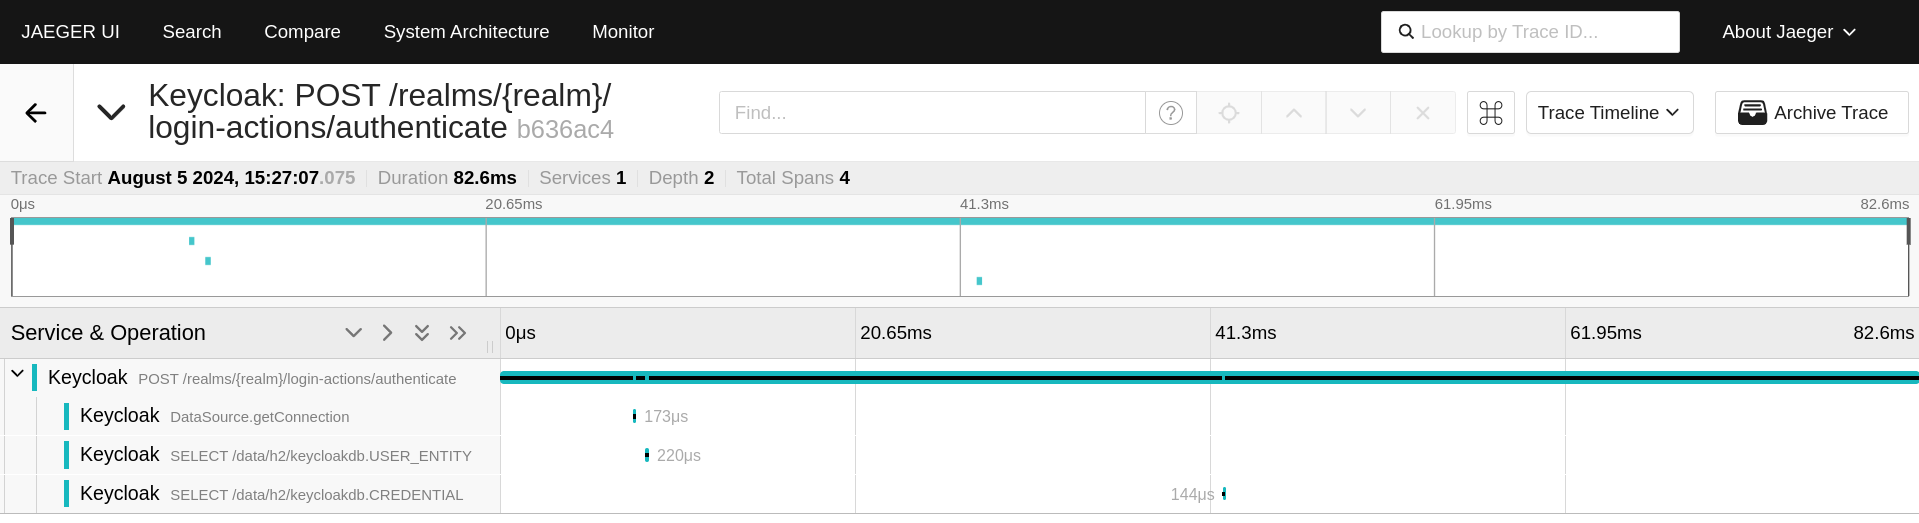 JAEGER UI Search Compare System Architecture Monitor Lookup by Trace ID... About Jaeger
Keycloak: POST /realms/{realm}/
login-actions/authenticate b636ac4
Find... ? Trace Timeline Archive Trace
Trace Start August 5 2024, 15:27:07.075 Duration 82.6ms Services 1 Depth 2 Total Spans 4
0μs 20.65ms 41.3ms 61.95ms 82.6ms
Service & Operation 0μs 20.65ms 41.3ms 61.95ms 82.6ms
Keycloak POST /realms/{realm}/login-actions/authenticate
Keycloak DataSource.getConnection 173μs
Keycloak SELECT /data/h2/keycloakdb.USER_ENTITY 220μs
Keycloak SELECT /data/h2/keycloakdb.CREDENTIAL 144μs